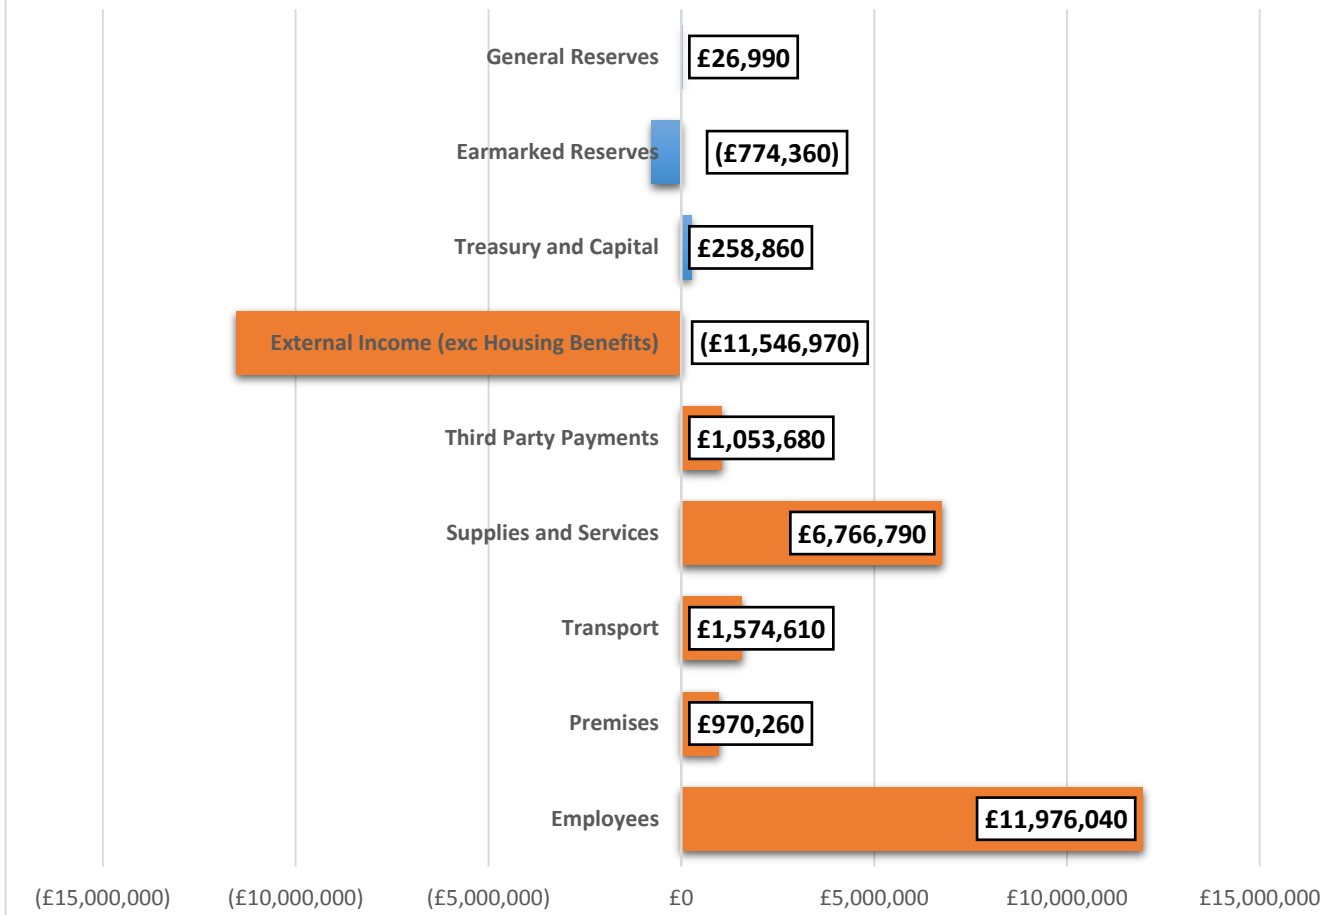 General Reserves £26,990
Earmarked Reserves (£774,360)
Treasury and Capital £258,860
External Income (exc Housing Benefits) (£11,546,970)
Third Party Payments £1,053,680
Supplies and Services £6,766,790
Transport £1,574,610
Premises £970,260
Employees £11,976,040
(£15,000,000) (£10,000,000) (£5,000,000) £0 £5,000,000 £10,000,000 £15,000,000